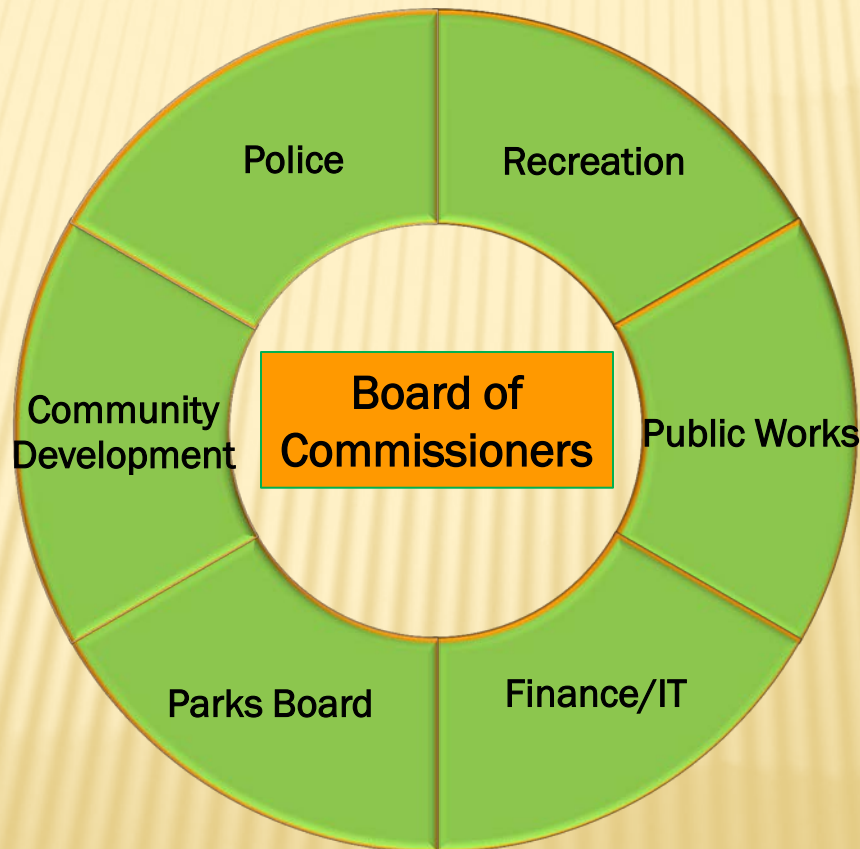 Police
Recreation
Community
Development
Board of
Commissioners
Public Works
Parks Board
Finance/IT